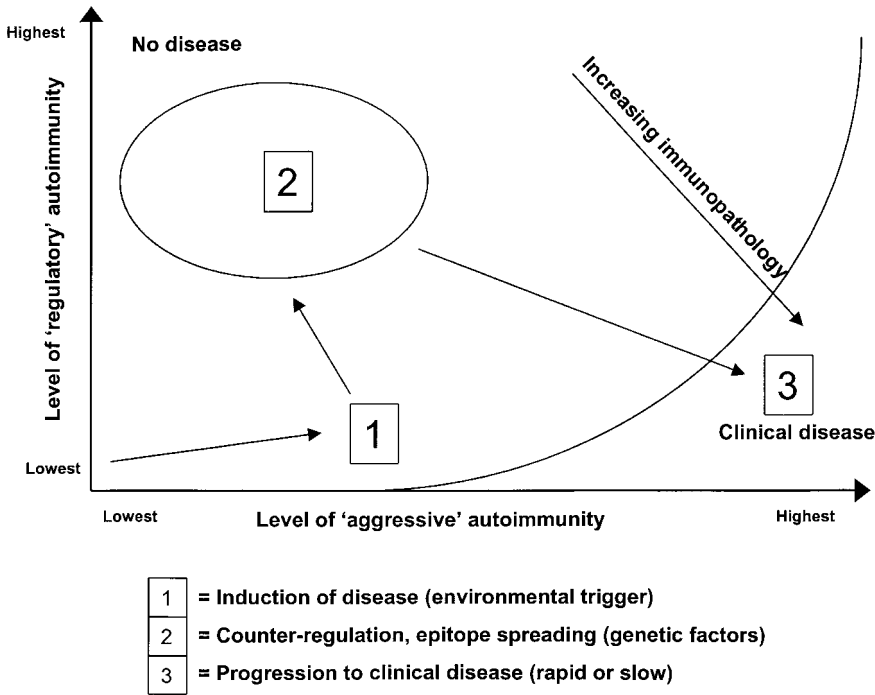 Highest
No disease
Increasing immunopathology
Level of ‘regulatory’ autoimmunity
2
3
1
Clinical disease
Lowest
Lowest
Level of ‘aggressive’ autoimmunity
Highest
1 = Induction of disease (environmental trigger)
2 = Counter-regulation, epitope spreading (genetic factors)
3 = Progression to clinical disease (rapid or slow)